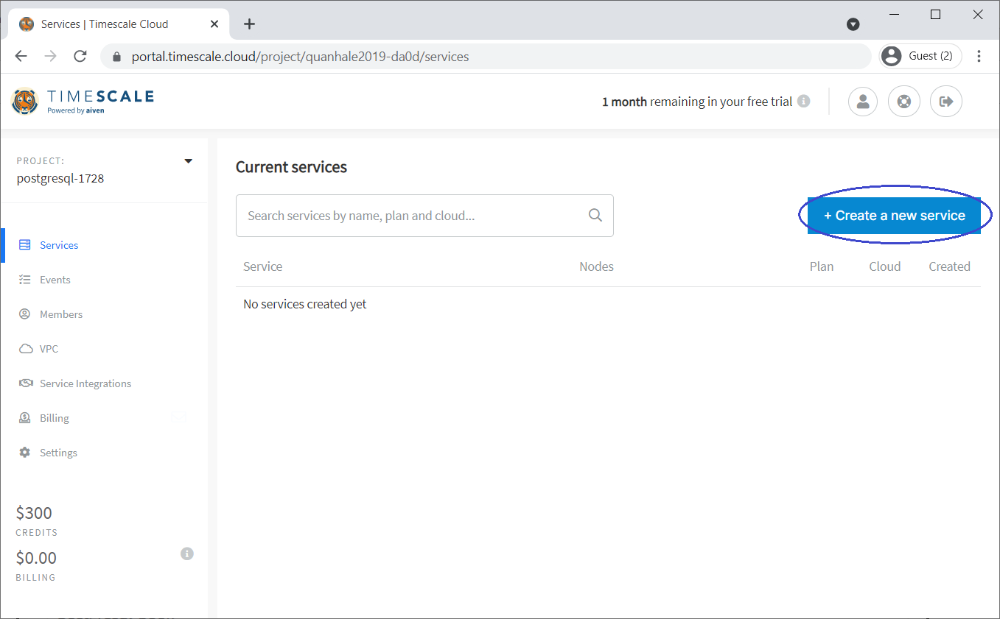 Services | Timescale Cloud
portal.timescale.cloud/project/quanhale2019-da0d/services
Guest (2)
TIMESCALE
Powered by aiven
1 month remaining in your free trial
PROJECT:
postgresql-1728
Services
Events
Members
VPC
Service Integrations
Billing
Settings
$300
CREDITS
$0.00
BILLING
Current services
Search services by name, plan and cloud...
+ Create a new service
Service Nodes Plan Cloud Created
No services created yet